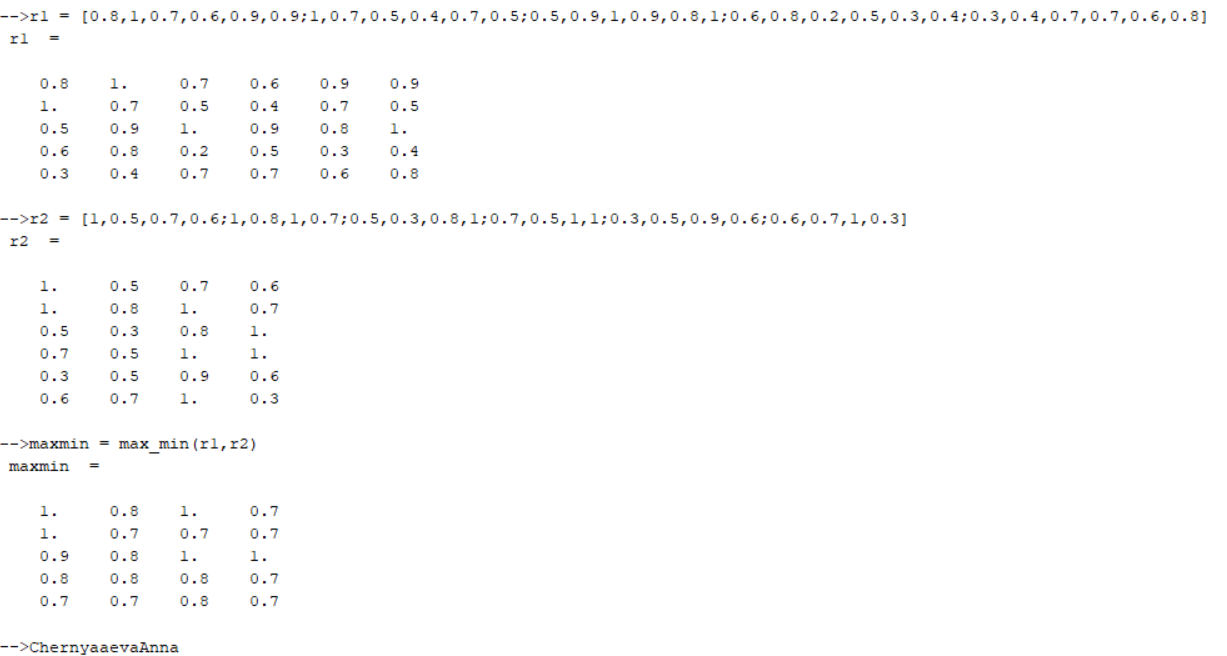 -->r1 = [0.8,1,0.7,0.6,0.9,0.9;1,0.7,0.5,0.4,0.7,0.5;0.5,0.9,1,0.9,0.8,1;0.6,0.8,0.2,0.5,0.3,0.4;0.3,0.4,0.7,0.7,0.6,0.8]
r1 =
0.8 1. 0.7 0.6 0.9 0.9
1. 0.7 0.5 0.4 0.7 0.5
0.5 0.9 1. 0.9 0.8 1.
0.6 0.8 0.2 0.5 0.3 0.4
0.3 0.4 0.7 0.7 0.6 0.8
-->r2 = [1,0.5,0.7,0.6;1,0.8,1,0.7;0.5,0.3,0.8,1;0.7,0.5,1,1;0.3,0.5,0.9,0.6;0.6,0.7,1,0.3]
r2 =
1. 0.5 0.7 0.6
1. 0.8 1. 0.7
0.5 0.3 0.8 1.
0.7 0.5 1. 1.
0.3 0.5 0.9 0.6
0.6 0.7 1. 0.3
-->maxmin = max_min(r1,r2)
maxmin =
1. 0.8 1. 0.7
1. 0.7 0.7 0.7
0.9 0.8 1. 1.
0.8 0.8 0.8 0.7
0.7 0.7 0.8 0.7
-->ChernyaaevaAnna